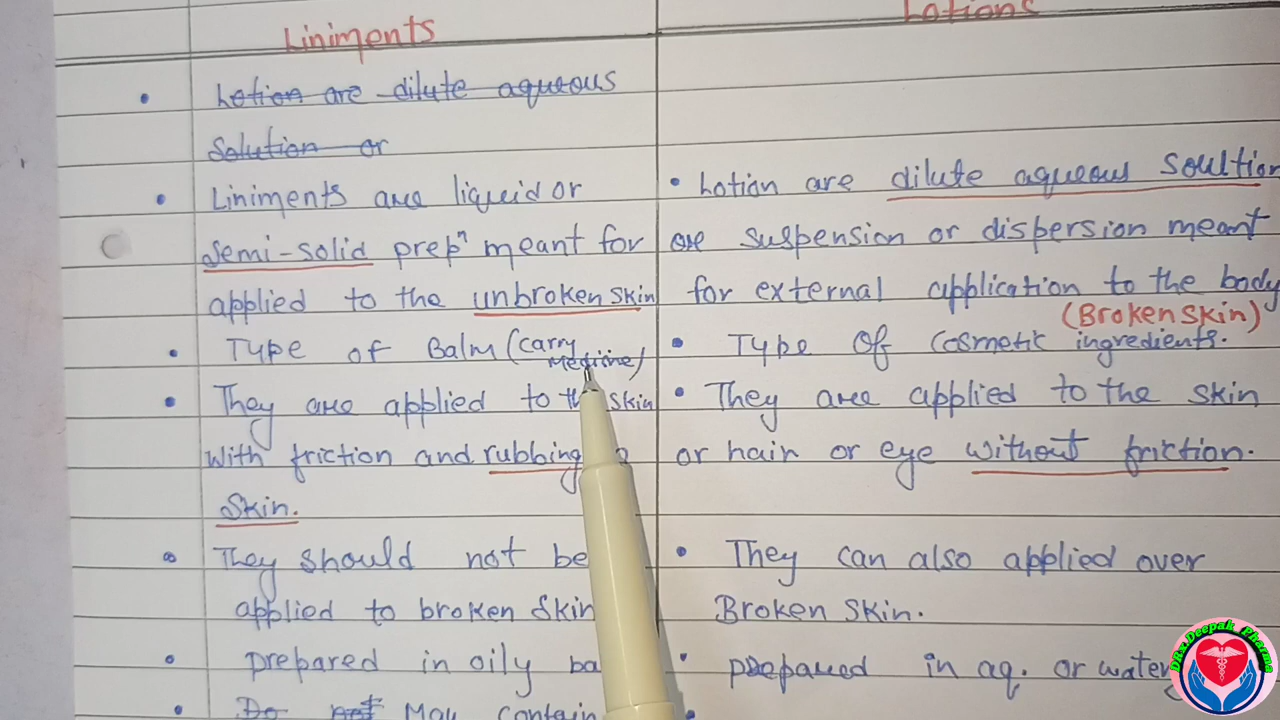 Liniments
Lotions
• Lotion are dilute aqueous
Solution or
• Liniments are liquid or
semi-solid prepⁿ meant for
applied to the unbroken skin
• Type of Balm (carry
Medicine)
• They are applied to the skin
with friction and rubbing
skin.
• They should not be
applied to broken skin
• prepared in oily
• Do not May contain
• Lotion are dilute aqueous soultion
are suspension or dispersion meant
for external application to the body
(Broken skin)
• Type of cosmetic ingredients.
• They are applied to the skin
or hair or eye without friction.
• They can also applied over
Broken skin.
• prepared in aq. or water
DRx Deepak Pharma